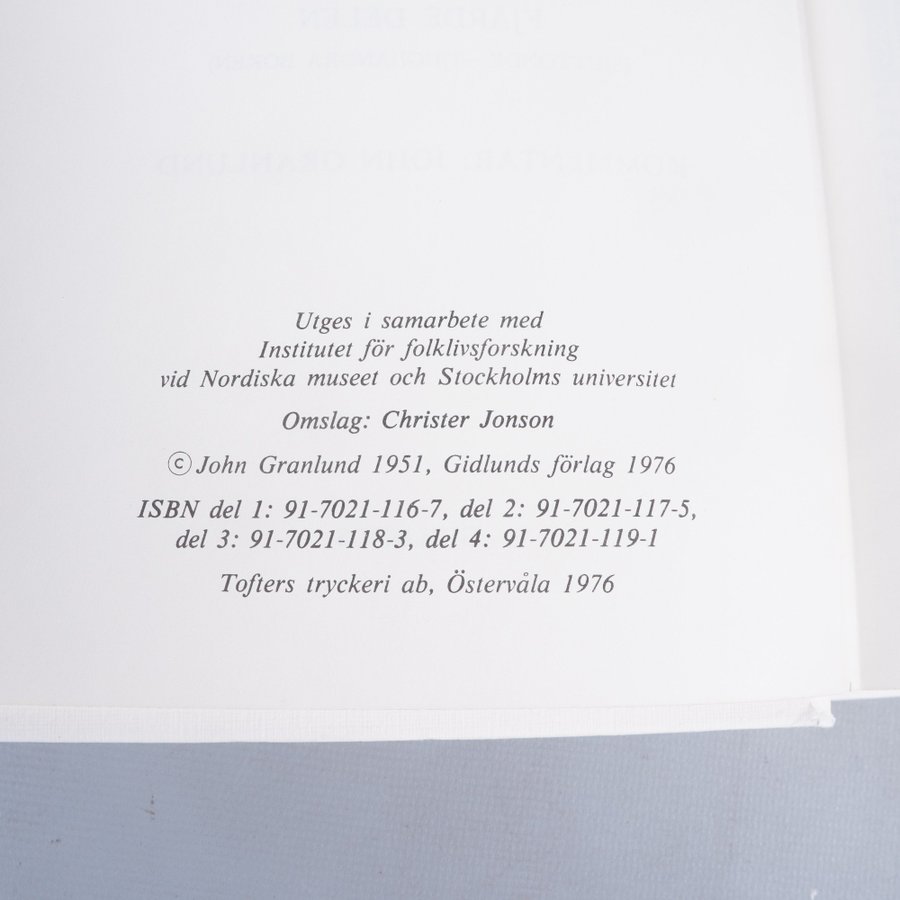 Utges i samarbete med
Institutet för folklivsforskning
vid Nordiska museet och Stockholms universitet
Omslag: Christer Jonson
© John Granlund 1951, Gidlunds förlag 1976
ISBN del 1: 91-7021-116-7, del 2: 91-7021-117-5,
del 3: 91-7021-118-3, del 4: 91-7021-119-1
Tofters tryckeri ab, Östervåla 1976